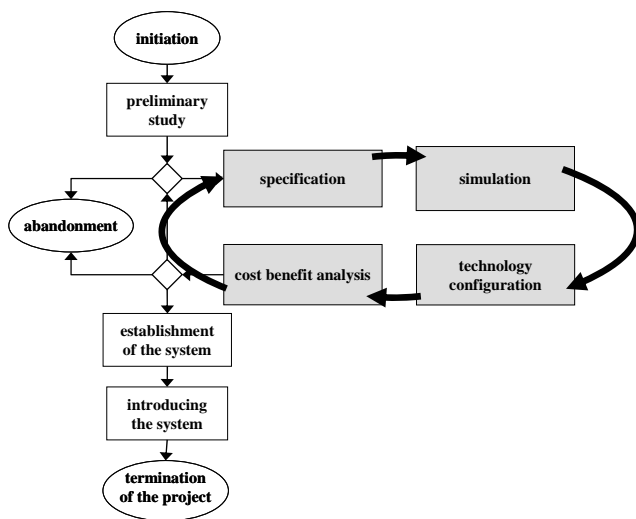 initiation
preliminary
study
specification
simulation
abandonment
cost benefit analysis
technology
configuration
establishment
of the system
introducing
the system
termination
of the project